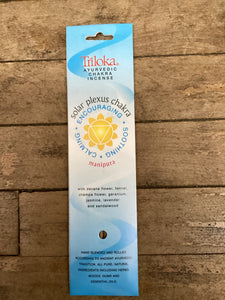 Triloka®
AYURVEDIC
CHAKRA
INCENSE
solar plexus chakra
• ENCOURAGING •
SOOTHING • CALMING
manipura
with davana flower, fennel,
champa flower, geranium,
jasmine, lavender
and sandalwood
HAND BLENDED AND ROLLED
ACCORDING TO ANCIENT AYURVEDIC
TRADITION. ALL PURE, NATURAL
INGREDIENTS INCLUDING HERBS,
WOODS, GUMS AND
ESSENTIAL OILS.